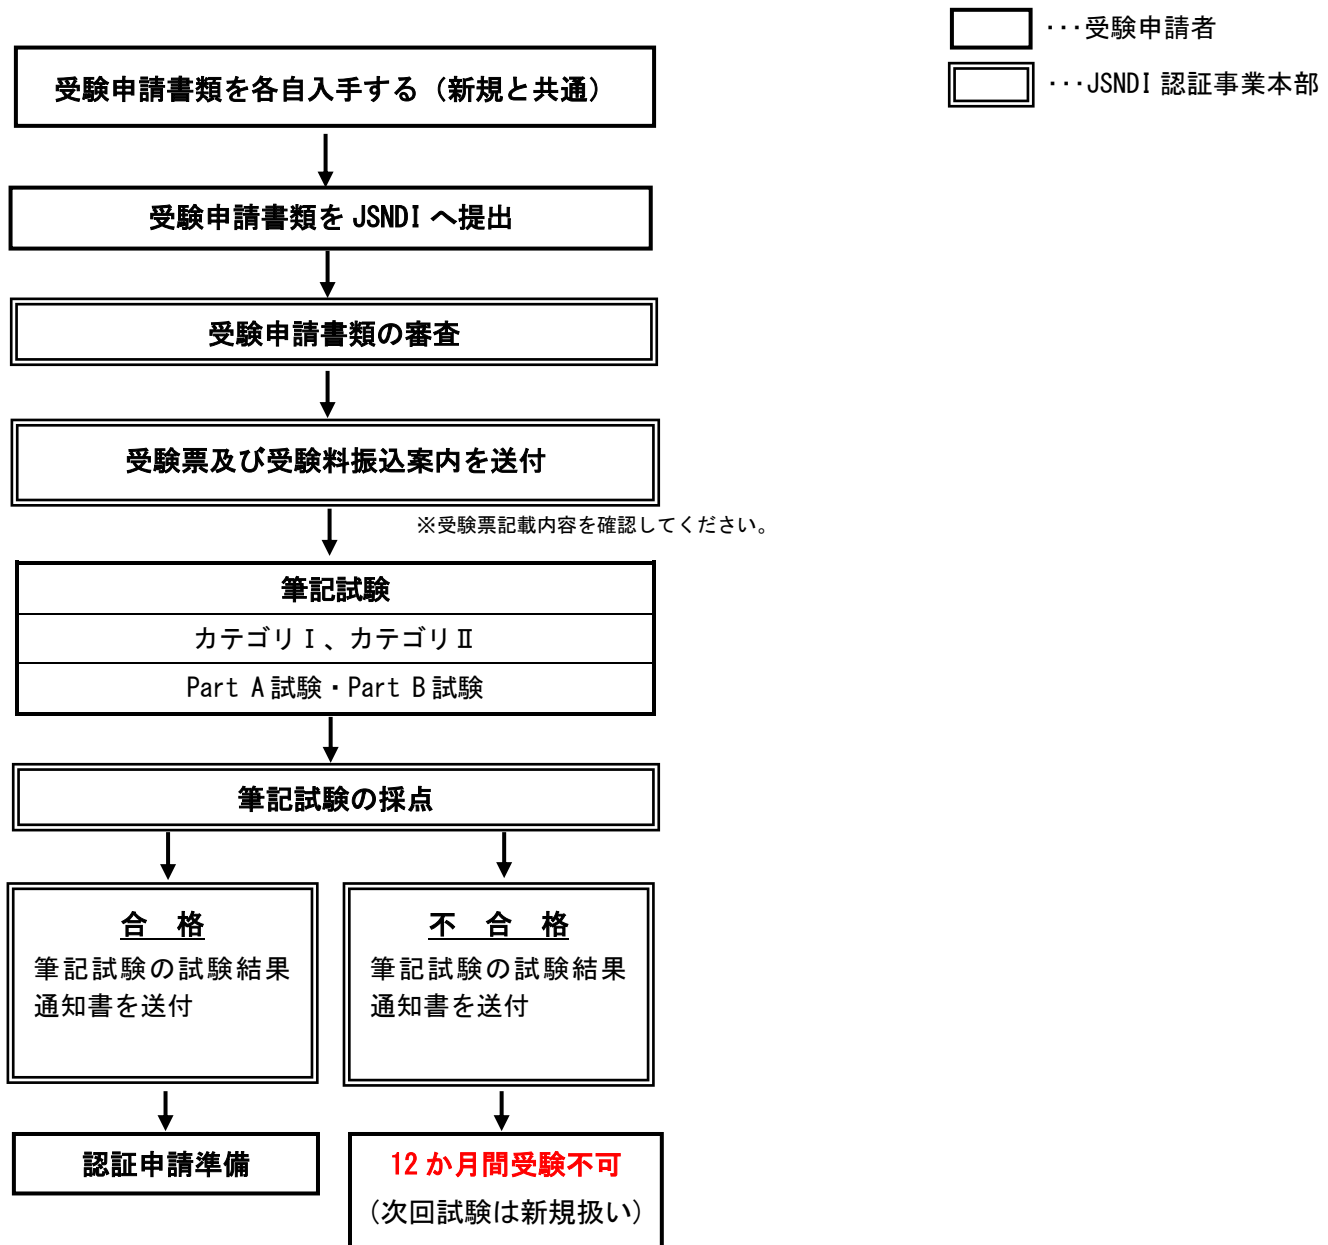 ･･･受験申請者
･･･JSNDI 認証事業本部
受験申請書類を各自入手する（新規と共通）
受験申請書類を JSNDI へ提出
受験申請書類の審査
受験票及び受験料振込案内を送付
※受験票記載内容を確認してください。
筆記試験
カテゴリⅠ、カテゴリⅡ
Part A 試験・Part B 試験
筆記試験の採点
合　格
筆記試験の試験結果
通知書を送付
不　合　格
筆記試験の試験結果
通知書を送付
認証申請準備
12 か月間受験不可
（次回試験は新規扱い）